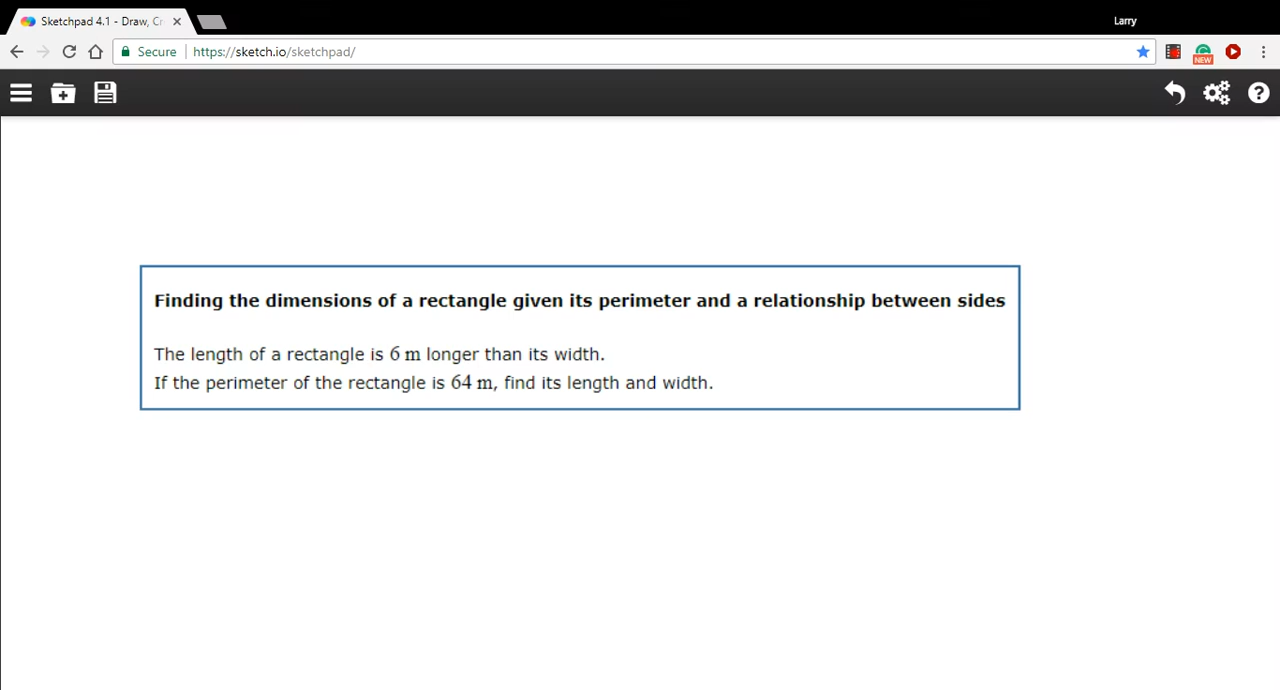 Sketchpad 4.1 - Draw, Cr
Larry
Secure
https://sketch.io/sketchpad/
NEW
Finding the dimensions of a rectangle given its perimeter and a relationship between sides
The length of a rectangle is 6 m longer than its width.
If the perimeter of the rectangle is 64 m, find its length and width.